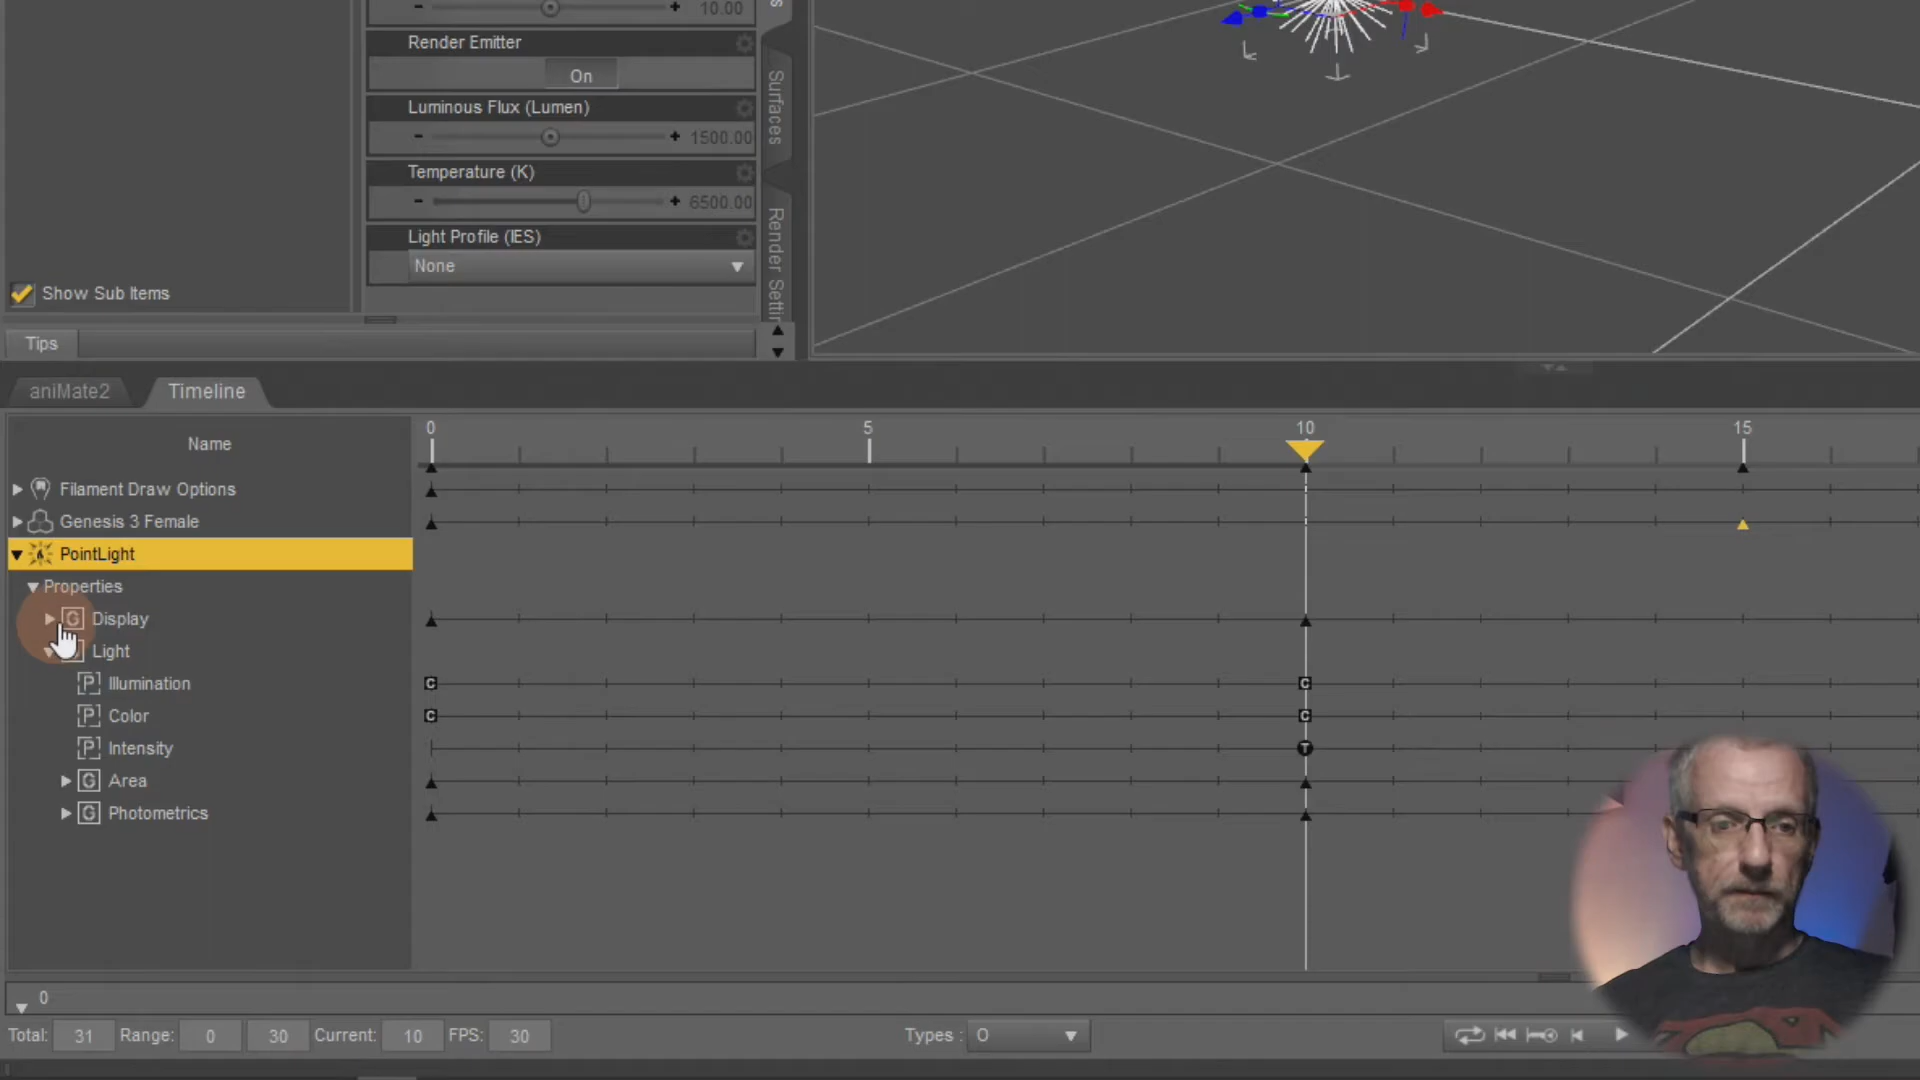 10.00
Render Emitter
On
Luminous Flux (Lumen)
- + 1500.00
Temperature (K)
- + 6500.00
Light Profile (IES)
None
Show Sub Items
Surfaces
Tips
aniMate2
Timeline
0 5 10 15
Name
Filament Draw Options
Genesis 3 Female
PointLight
Properties
G Display
Light
P Illumination C C
P Color C C
P Intensity T
G Area
G Photometrics
0
Total: 31 Range: 0 30 Current: 10 FPS: 30 Types : O